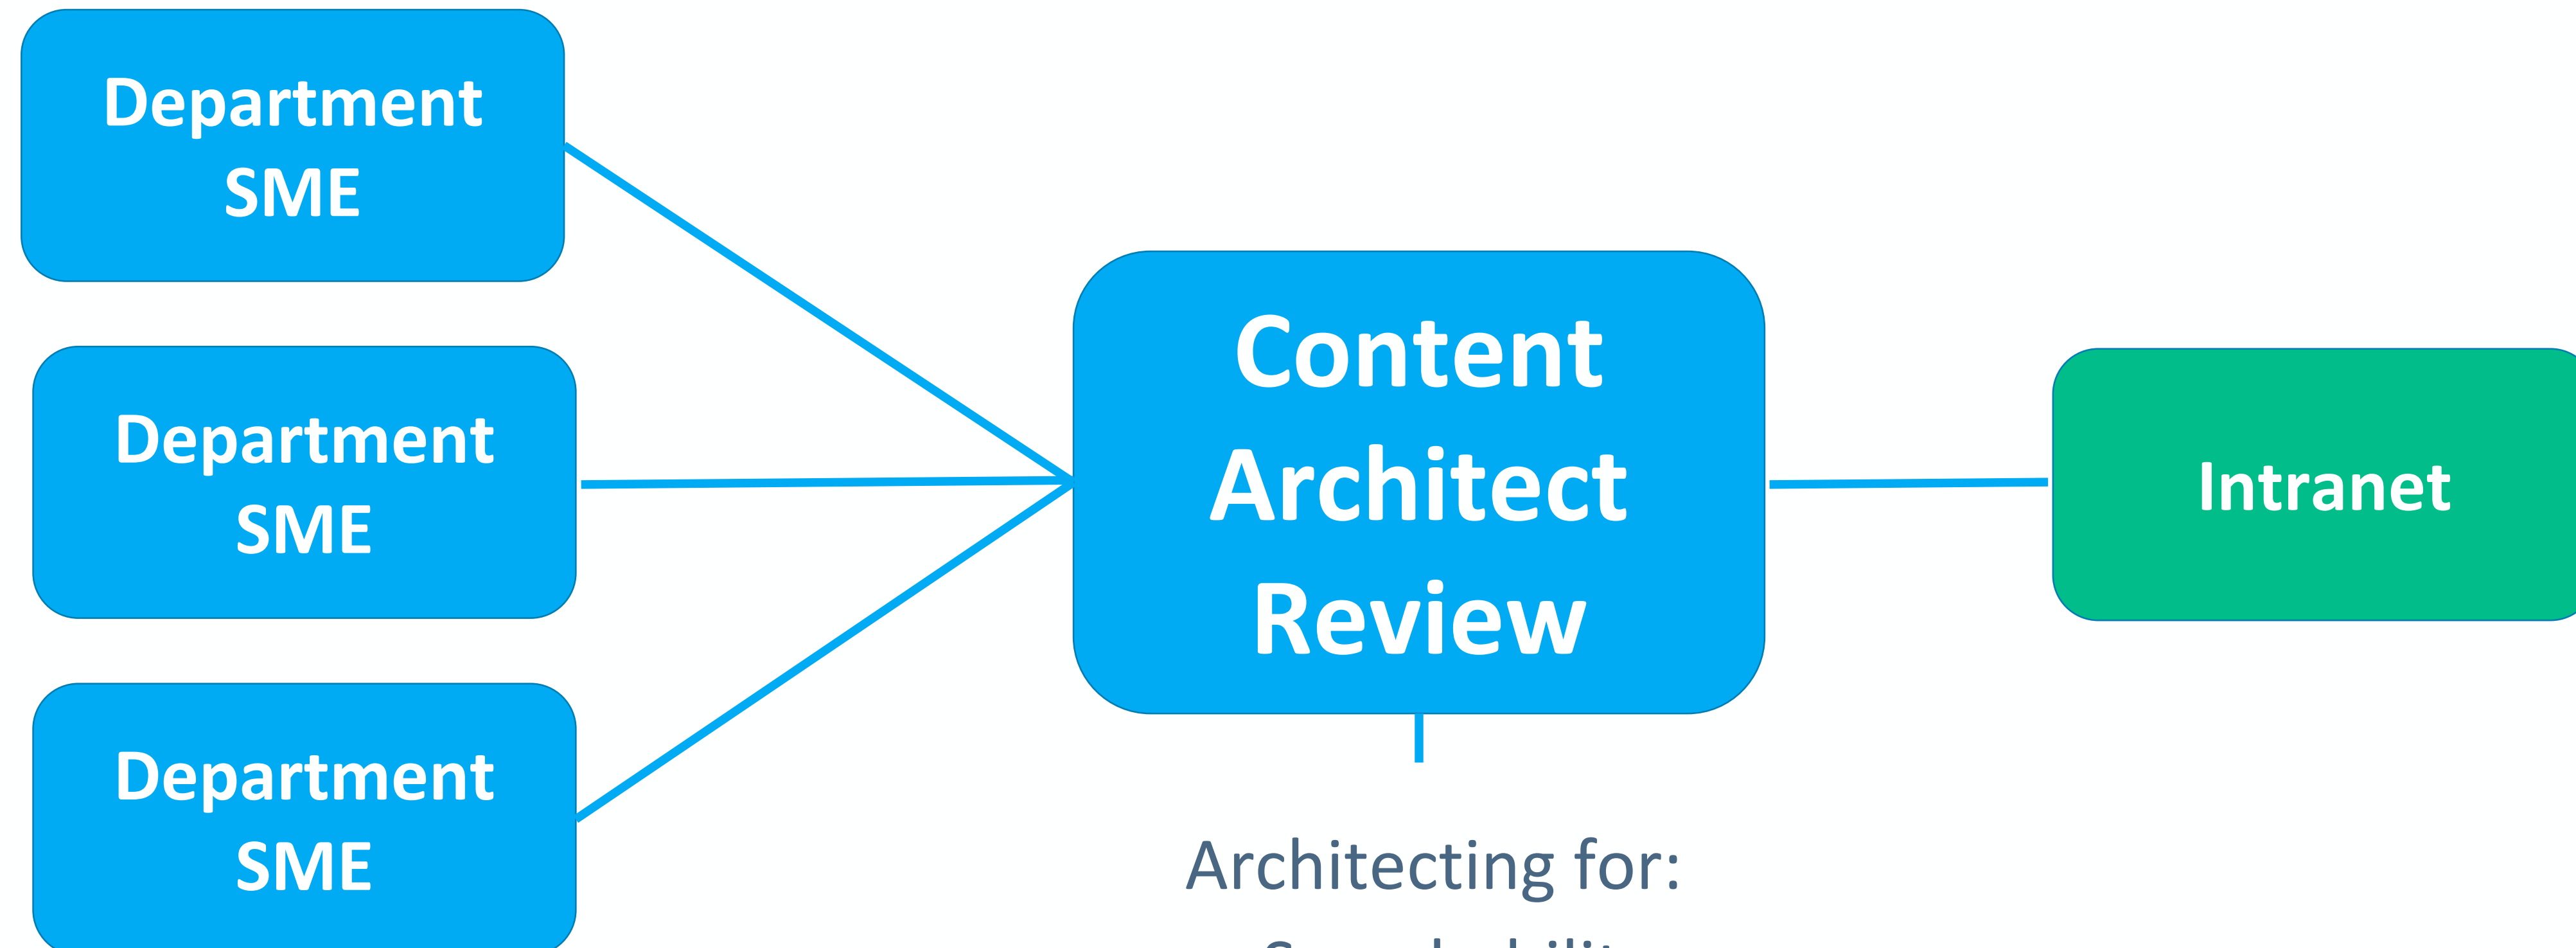 Department
SME
Department
SME
Department
SME
Content
Architect
Review
Architecting for:
Intranet